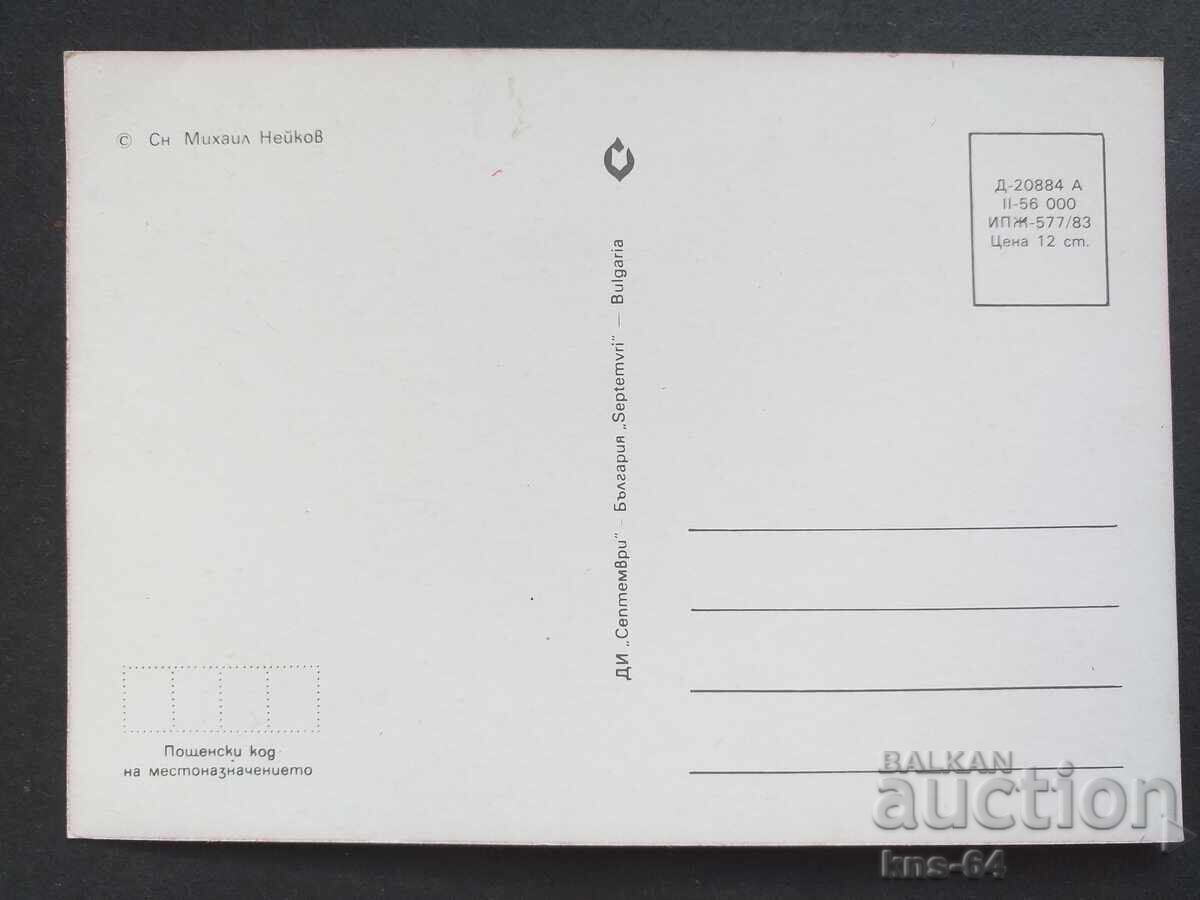 © Сн Михаил Нейков
Д-20884 А
II-56 000
ИПЖ-577/83
Цена 12 ст.
ДИ „Септември" – България „Septemvri" — Bulgaria
Пощенски код
на местоназначението
BALKAN
auction
kns-64